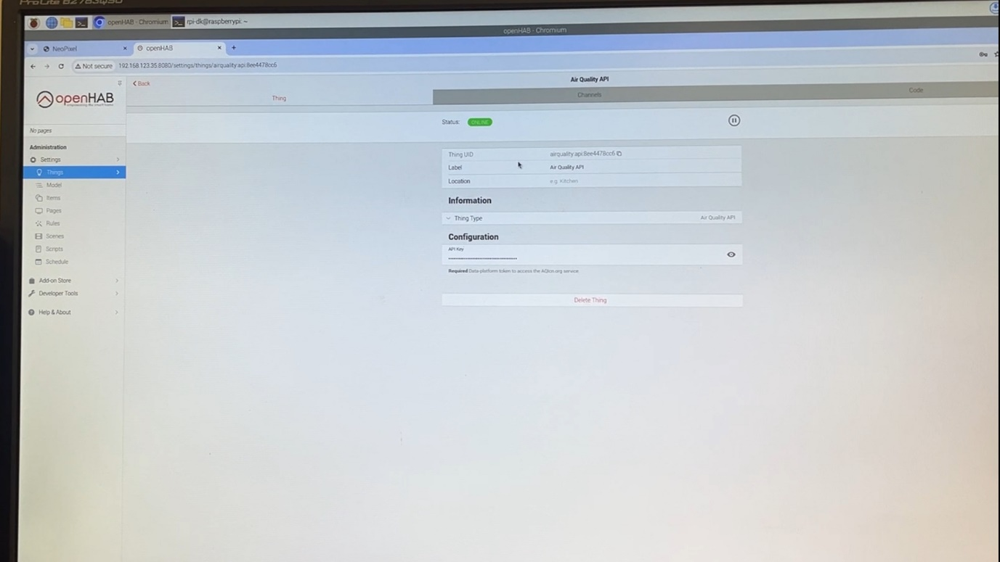 ProLite B2783QSU
openHAB - Chromium
rpi-dk@raspberrypi: ~
openHAB - Chromium
NeoPixel
openHAB
Not secure
192.168.123.35:8080/settings/things/airquality:api:8ee4478cc6
Back
Air Quality API
openHAB
empowering the smart home
Thing
Channels
Code
Status:
ONLINE
No pages
Administration
Settings
Things
Model
Items
Pages
Rules
Scenes
Scripts
Schedule
Add-on Store
Developer Tools
Help & About
Thing UID
airquality:api:8ee4478cc6
Label
Air Quality API
Location
e.g. Kitchen
Information
Thing Type
Air Quality API
Configuration
API Key
Required Data-platform token to access the AQIcn.org service
Delete Thing